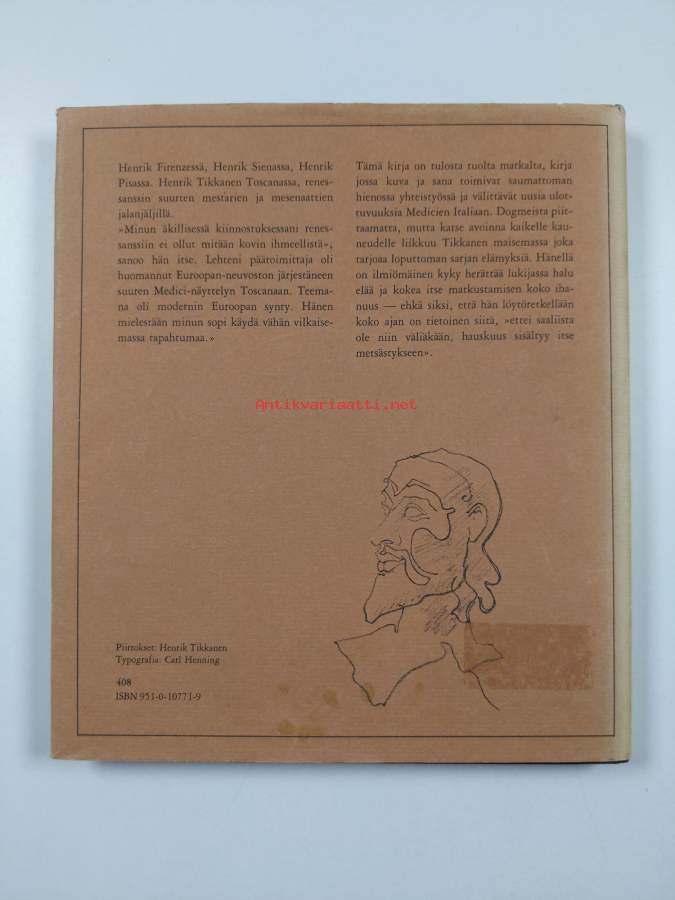 Henrik Firenzessä, Henrik Sienassa, Henrik
Pisassa. Henrik Tikkanen Toscanassa, renes-
sanssin suurten mestarien ja mesenaattien
jalanjäljillä.
»Minun äkillisessä kiinnostuksessani renes-
sanssiin ei ollut mitään kovin ihmeellistä»,
sanoo hän itse. Lehteni päätoimittaja oli
huomannut Euroopan-neuvoston järjestäneen
suuren Medici-näyttelyn Toscanaan. Teema-
na oli modernin Euroopan synty. Hänen
mielestään minun sopi käydä vähän vilkaise-
massa tapahtumaa.»
Tämä kirja on tulosta tuolta matkalta, kirja
jossa kuva ja sana toimivat saumattoman
hienossa yhteistyössä ja välittävät uusia ulot-
tuvuuksia Medicien Italiaan. Dogmeista piit-
taamatta, mutta katse avoinna kaikelle kau-
neudelle liikkuu Tikkanen maisemassa joka
tarjoaa loputtoman sarjan elämyksiä. Hänellä
on ilmiömäinen kyky herättää lukijassa halu
elää ja kokea itse matkustamisen koko iha-
nuus — ehkä siksi, että hän löytöretkellään
koko ajan on tietoinen siitä, »ettei saaliista
ole niin väliäkään, hauskuus sisältyy itse
metsästykseen».
Antikvariaatti.net
Piirrokset: Henrik Tikkanen
Typografia: Carl Henning
408
ISBN 951-0-10771-9